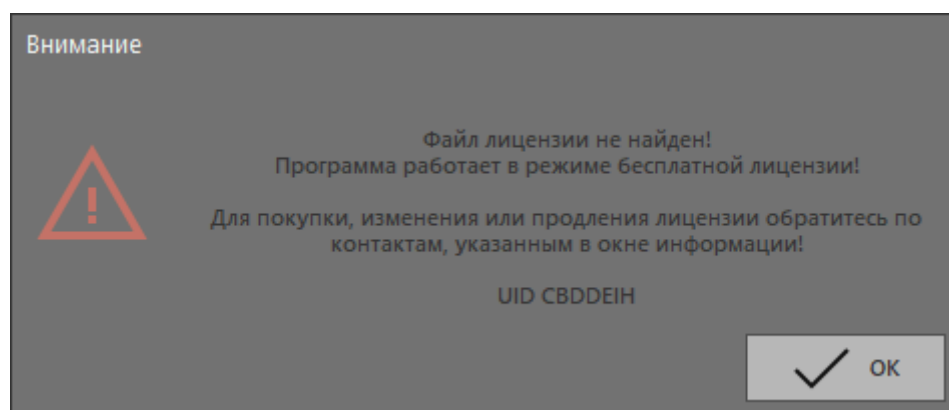 Внимание
Файл лицензии не найден!
Программа работает в режиме бесплатной лицензии!
Для покупки, изменения или продления лицензии обратитесь по
контактам, указанным в окне информации!
UID CBDDEIH
ОК